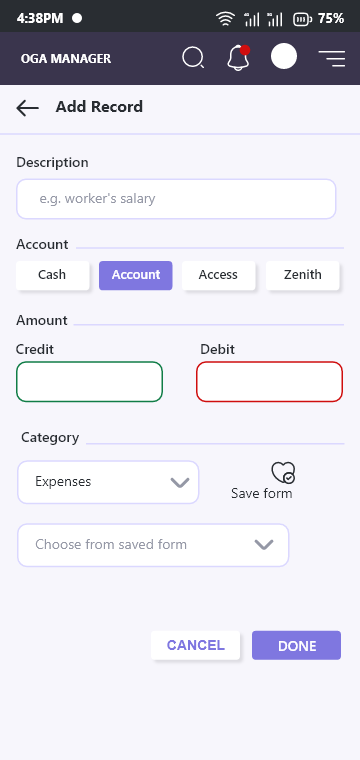 4:38PM 75%
OGA MANAGER
Add Record
Description
e.g. worker's salary
Account
Cash Account Access Zenith
Amount
Credit Debit
Category
Expenses
Save form
Choose from saved form
CANCEL DONE